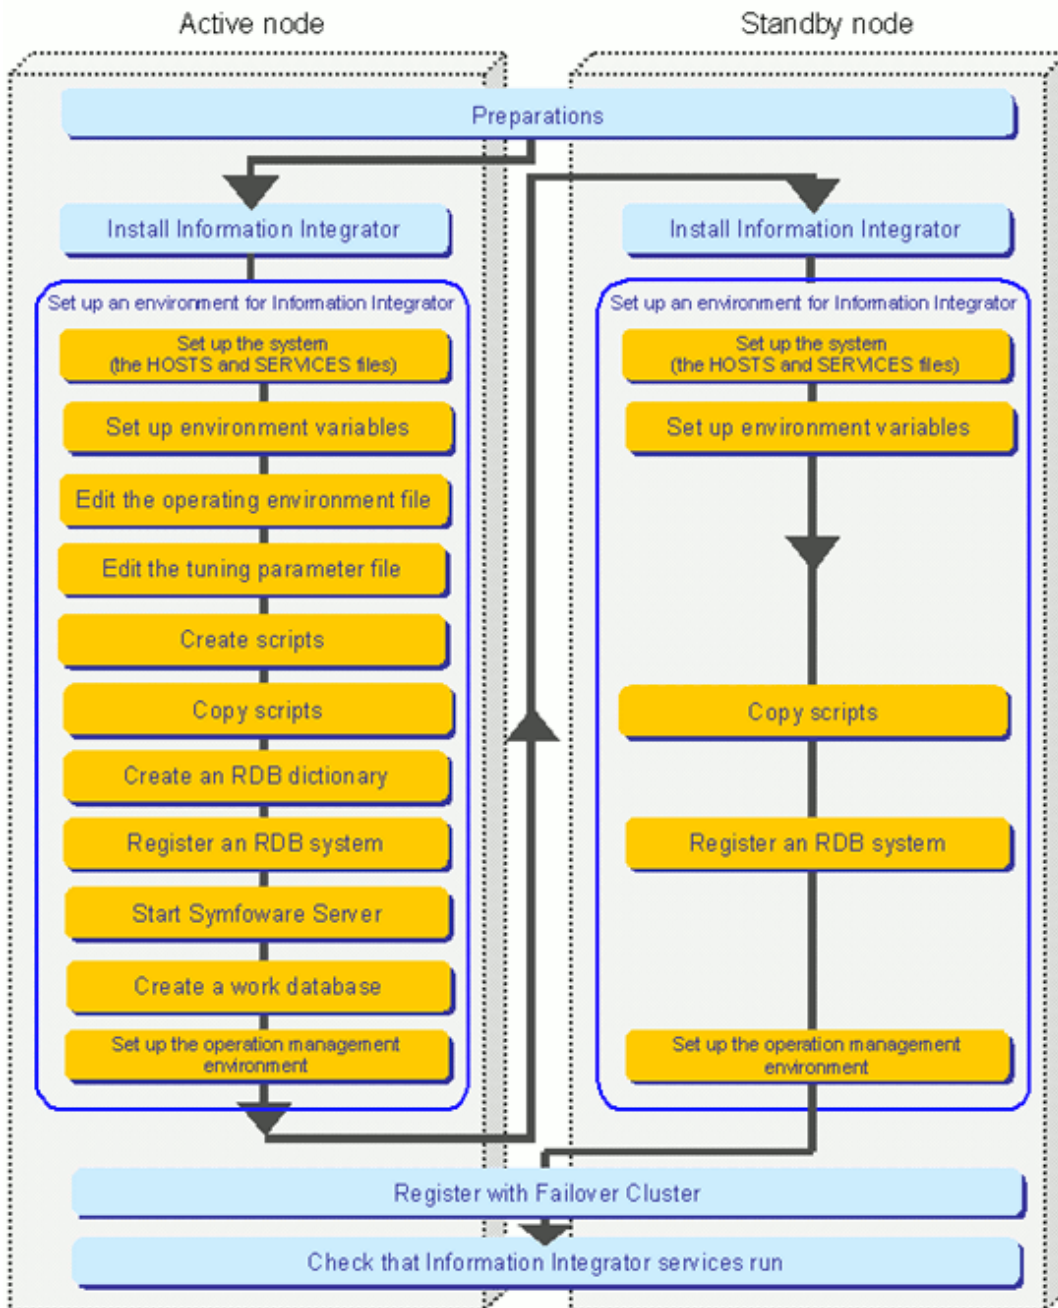 Active node
Standby node
Preparations
Install Information Integrator
Set up an environment for Information Integrator
Set up the system
(the HOSTS and SERVICES files)
Set up environment variables
Edit the operating environment file
Edit the tuning parameter file
Create scripts
Copy scripts
Create an RDB dictionary
Register an RDB system
Start Symfoware Server
Create a work database
Set up the operation management
environment
Install Information Integrator
Set up an environment for Information Integrator
Set up the system
(the HOSTS and SERVICES files)
Set up environment variables
Copy scripts
Register an RDB system
Set up the operation management
environment
Register with Failover Cluster
Check that Information Integrator services run